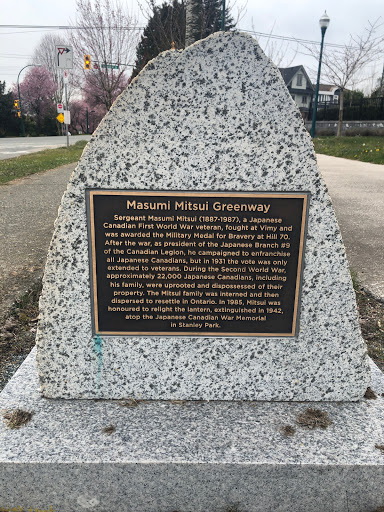 Masumi Mitsui Greenway
Sergeant Masumi Mitsui (1887-1987), a Japanese
Canadian First World War veteran, fought at Vimy and
was awarded the Military Medal for Bravery at Hill 70.
After the war, as president of the Japanese Branch #9
of the Canadian Legion, he campaigned to enfranchise
all Japanese Canadians, but in 1931 the vote was only
extended to veterans. During the Second World War,
approximately 22,000 Japanese Canadians, including
his family, were uprooted and dispossessed of their
property. The Mitsui family was interned and then
dispersed to resettle in Ontario. In 1985, Mitsui was
honoured to relight the lantern, extinguished in 1942,
atop the Japanese Canadian War Memorial
in Stanley Park.